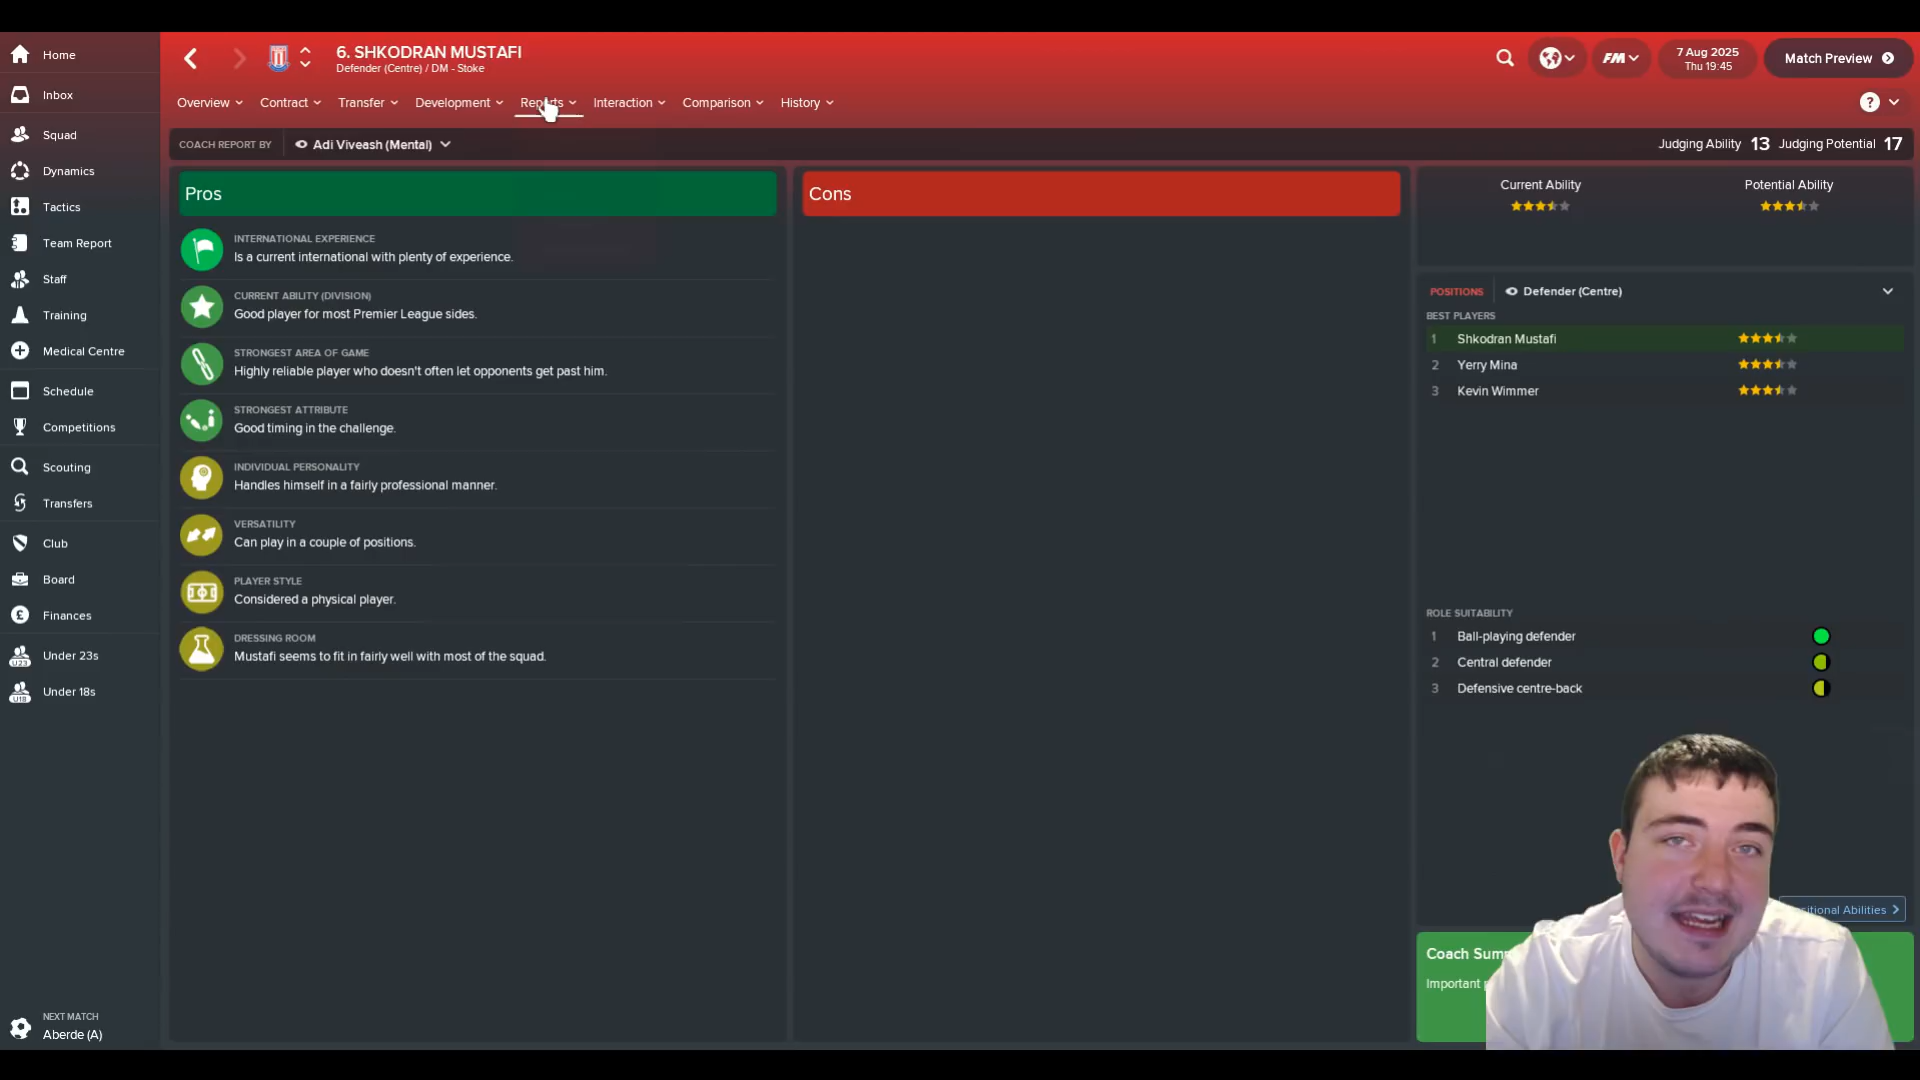 Home
Inbox
Squad
Dynamics
Tactics
Team Report
Staff
Training
Medical Centre
Schedule
Competitions
Scouting
Transfers
Club
Board
Finances
Under 23s
Under 18s
NEXT MATCH
Aberde (A)
6. SHKODRAN MUSTAFI
Defender (Centre) / DM - Stoke
FM
7 Aug 2025
Thu 19:45
Match Preview
Overview
Contract
Transfer
Development
Reports
Interaction
Comparison
History
COACH REPORT BY
Adi Viveash (Mental)
Judging Ability 13 Judging Potential 17
Pros
INTERNATIONAL EXPERIENCE
Is a current international with plenty of experience.
CURRENT ABILITY (DIVISION)
Good player for most Premier League sides.
STRONGEST AREA OF GAME
Highly reliable player who doesn't often let opponents get past him.
STRONGEST ATTRIBUTE
Good timing in the challenge.
INDIVIDUAL PERSONALITY
Handles himself in a fairly professional manner.
VERSATILITY
Can play in a couple of positions.
PLAYER STYLE
Considered a physical player.
DRESSING ROOM
Mustafi seems to fit in fairly well with most of the squad.
Cons
Current Ability
Potential Ability
POSITIONS Defender (Centre)
BEST PLAYERS
1 Shkodran Mustafi
2 Yerry Mina
3 Kevin Wimmer
ROLE SUITABILITY
1 Ball-playing defender
2 Central defender
3 Defensive centre-back
Abilities
Coach
Important